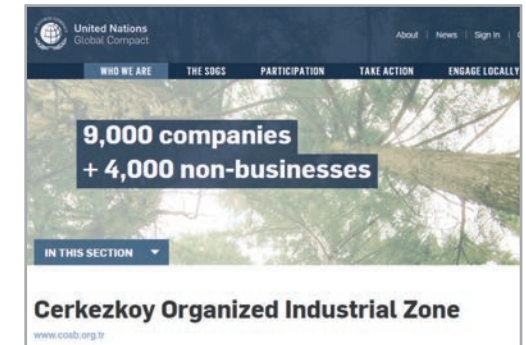 United Nations
Global Compact
About | News | Sign In |
WHO WE ARE THE SDGS PARTICIPATION TAKE ACTION ENGAGE LOCALLY
9,000 companies
+ 4,000 non-businesses
IN THIS SECTION
Cerkezkoy Organized Industrial Zone
www.cosb.org.tr